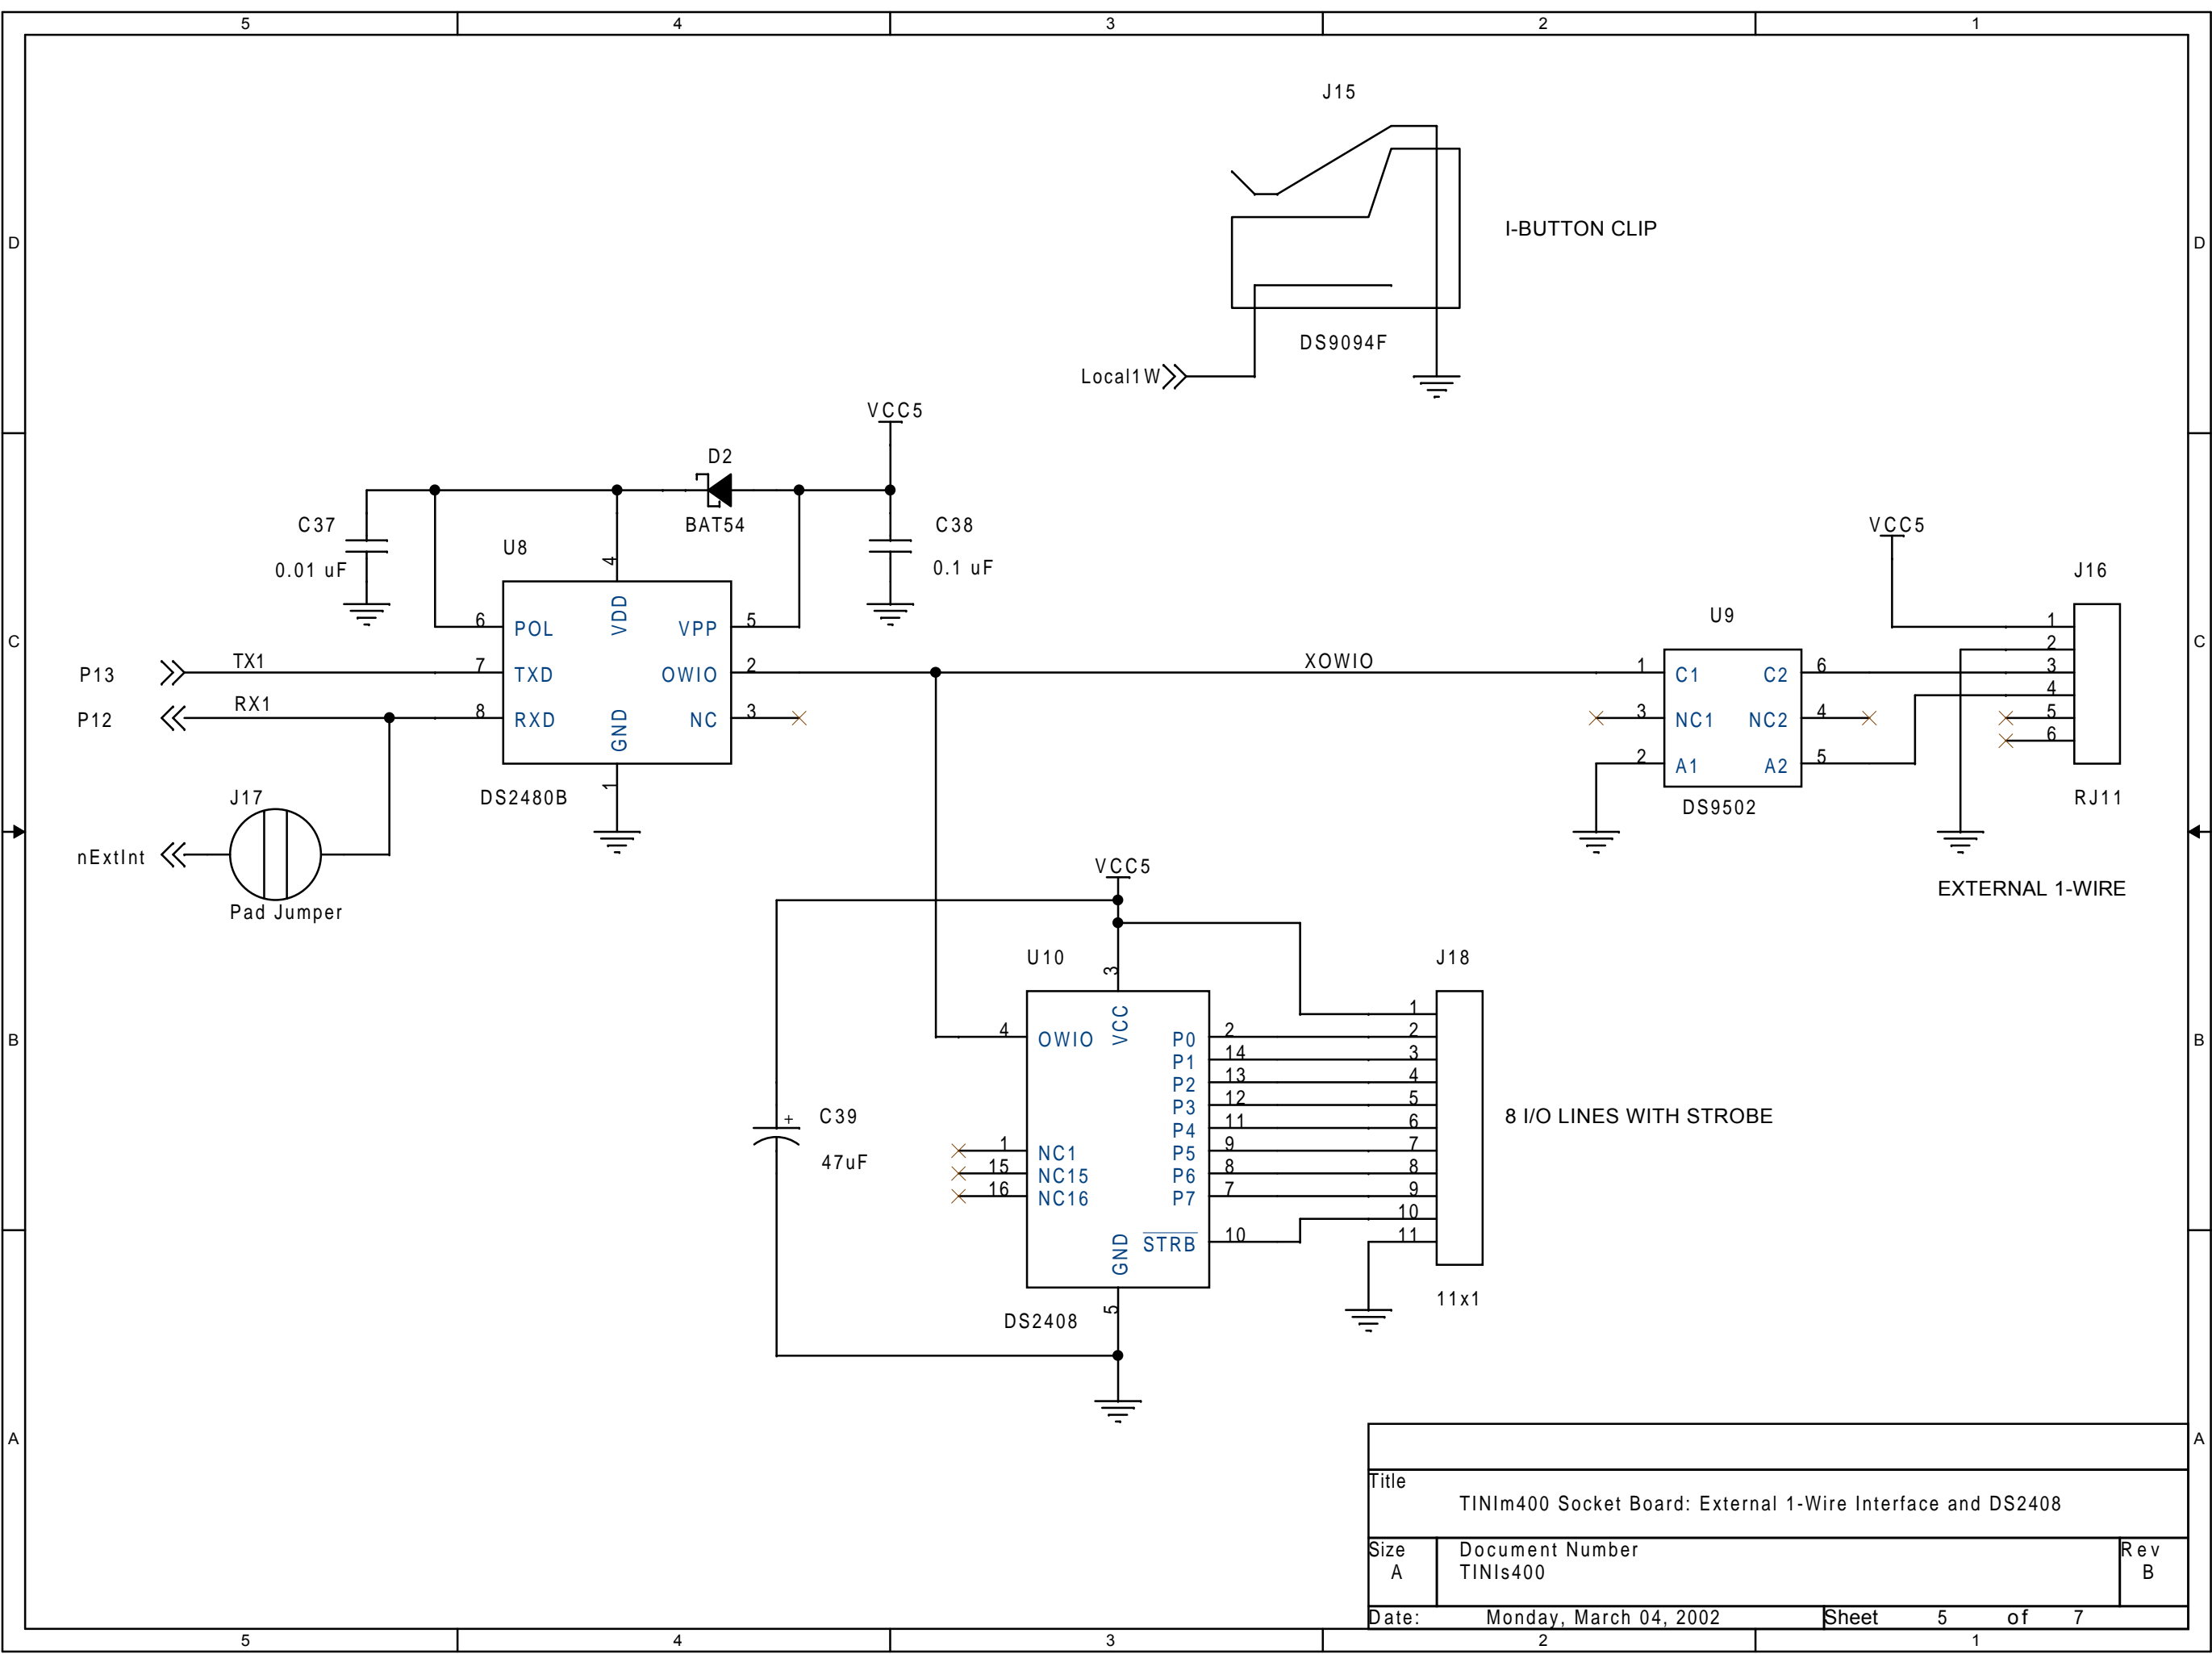 5 4 3 2 1
J15
D D
I-BUTTON CLIP
DS9094F
Local1W
VCC5
D2
BAT54
C37
0.01 uF
C38
0.1 uF
U8
4
6 POL VDD VPP 5
P13 TX1 7 TXD OWIO 2
P12 RX1 8 RXD GND NC 3
1
DS2480B
XOWIO
J17
nExtInt
Pad Jumper
C C
VCC5
J16
U9
1 C1 C2 6
3 NC1 NC2 4
2 A1 A2 5
DS9502
1
2
3
4
5
6
RJ11
EXTERNAL 1-WIRE
VCC5
U10
J18
3
VCC
1
B B
4 OWIO P0 2 2
P1 14 3
P2 13 4
P3 12 5
P4 11 6
1 NC1 P5 9 7
15 NC15 P6 8 8
16 NC16 P7 7 9
10
GND STRB 10 11
5
DS2408
11x1
8 I/O LINES WITH STROBE
+ C39
47uF
A A
Title
TINIm400 Socket Board: External 1-Wire Interface and DS2408
Size Document Number Rev
A TINIs400 B
Date: Monday, March 04, 2002 Sheet 5 of 7
5 4 3 2 1